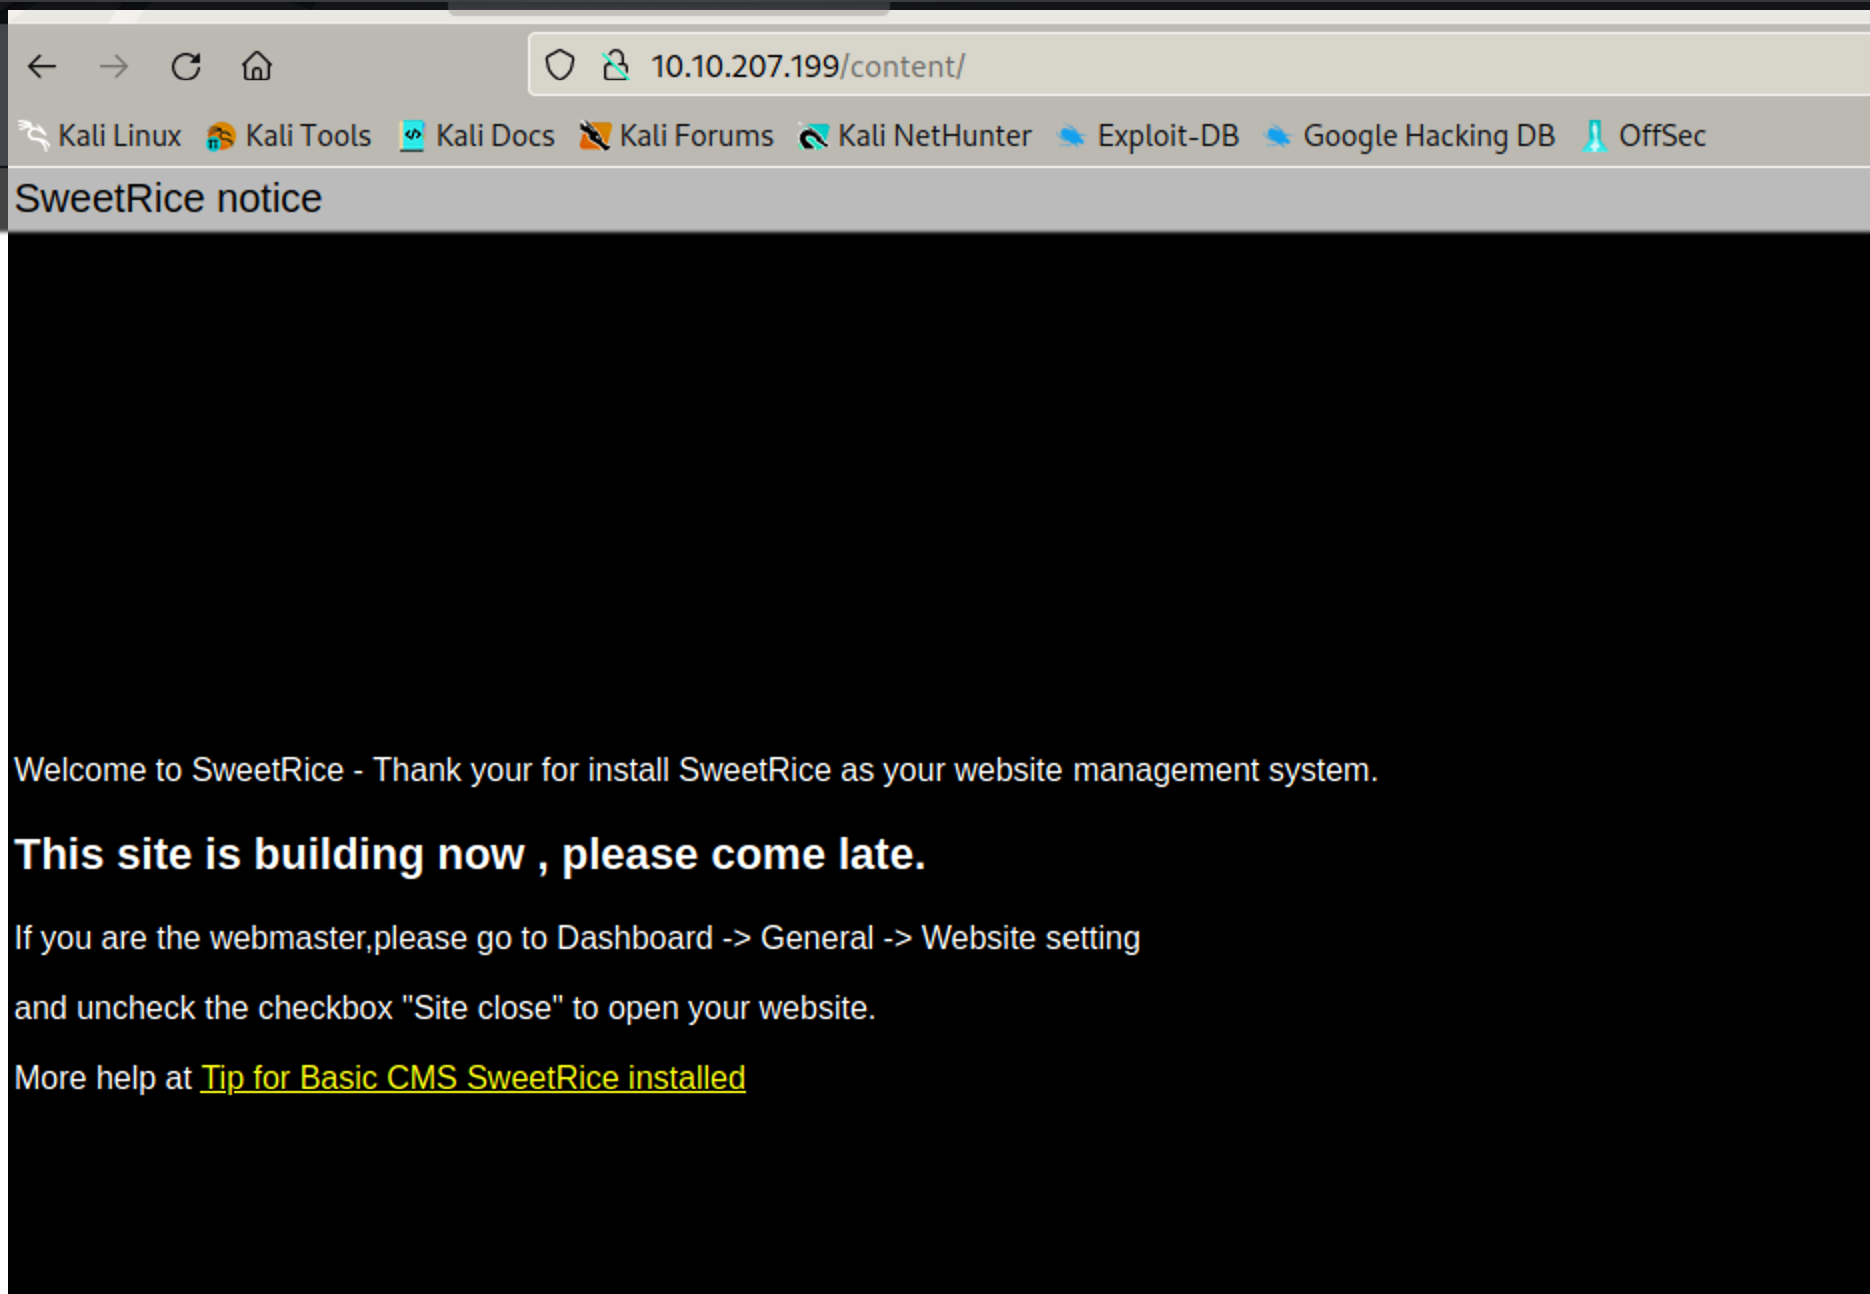 10.10.207.199/content/
Kali Linux Kali Tools Kali Docs Kali Forums Kali NetHunter Exploit-DB Google Hacking DB OffSec
SweetRice notice
Welcome to SweetRice - Thank your for install SweetRice as your website management system.
This site is building now , please come late.
If you are the webmaster,please go to Dashboard -> General -> Website setting
and uncheck the checkbox "Site close" to open your website.
More help at Tip for Basic CMS SweetRice installed